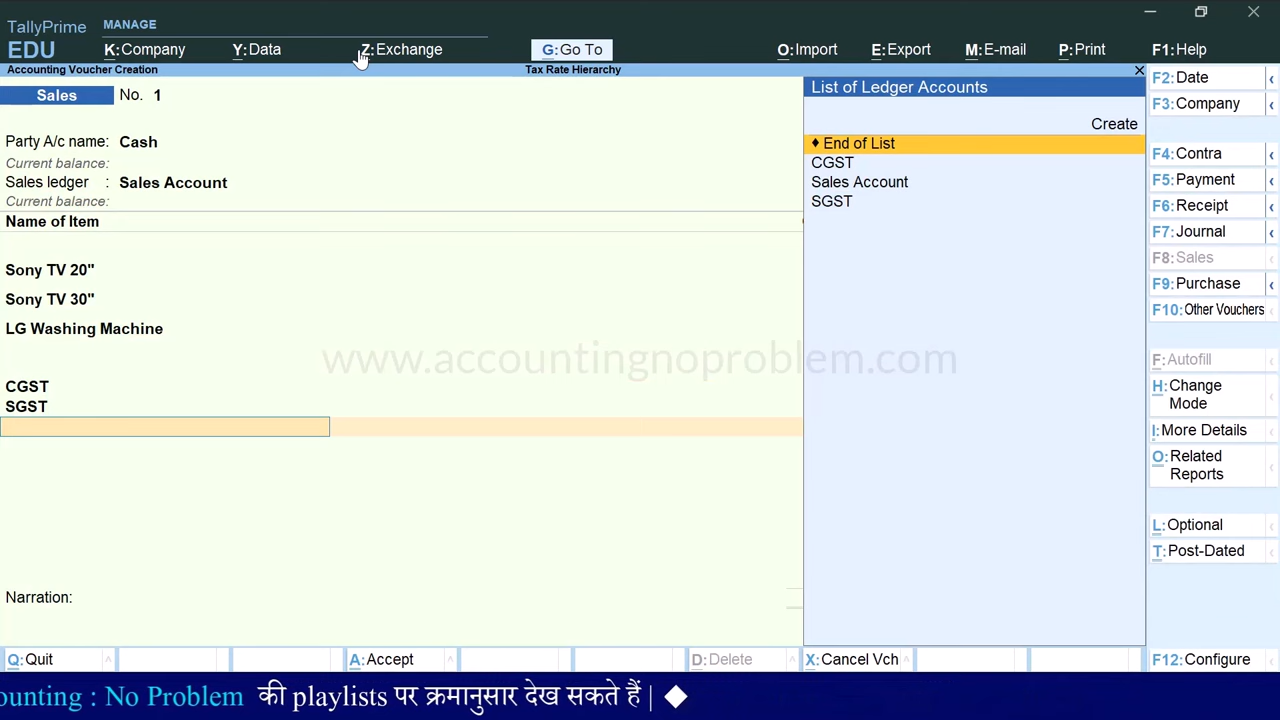 TallyPrime
EDU
MANAGE
K:Company
Y:Data
Z:Exchange
G:Go To
O:Import
E:Export
M:E-mail
P:Print
F1:Help
Accounting Voucher Creation
Tax Rate Hierarchy
Sales No. 1
Party A/c name: Cash
Current balance:
Sales ledger : Sales Account
Current balance:
Name of Item
Sony TV 20"
Sony TV 30"
LG Washing Machine
CGST
SGST
Narration:
List of Ledger Accounts
Create
♦ End of List
CGST
Sales Account
SGST
F2:Date
F3:Company
F4:Contra
F5:Payment
F6:Receipt
F7:Journal
F8:Sales
F9:Purchase
F10:Other Vouchers
F:Autofill
H:Change
Mode
I:More Details
O:Related
Reports
L:Optional
T:Post-Dated
www.accountingnoproblem.com
Q:Quit
A:Accept
D:Delete
X:Cancel Vch
F12:Configure
ounting : No Problem की playlists पर क्रमानुसार देख सकते हैं | ◆